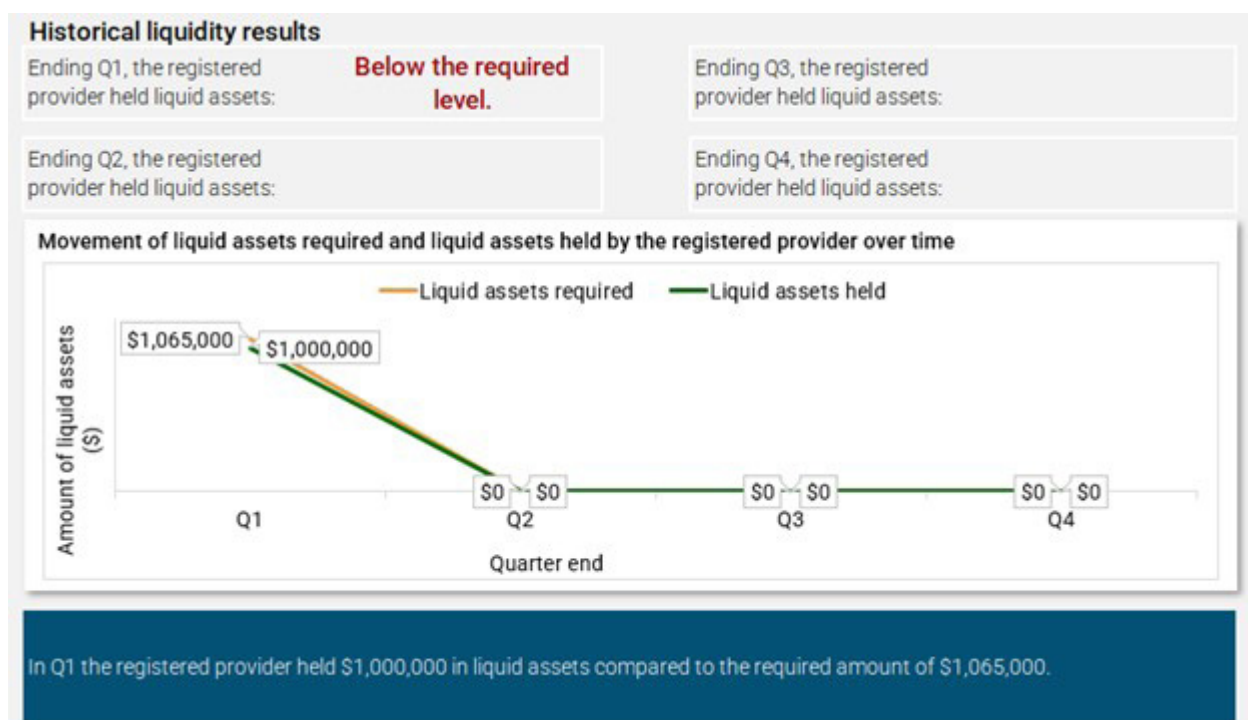 Historical liquidity results
Ending Q1, the registered
provider held liquid assets:
Below the required
level.
Ending Q3, the registered
provider held liquid assets:
Ending Q2, the registered
provider held liquid assets:
Ending Q4, the registered
provider held liquid assets:
Movement of liquid assets required and liquid assets held by the registered provider over time
Liquid assets required
Liquid assets held
Amount of liquid assets
($)
$1,065,000
$1,000,000
$0
$0
$0
$0
$0
$0
Q1
Q2
Q3
Q4
Quarter end
In Q1 the registered provider held $1,000,000 in liquid assets compared to the required amount of $1,065,000.